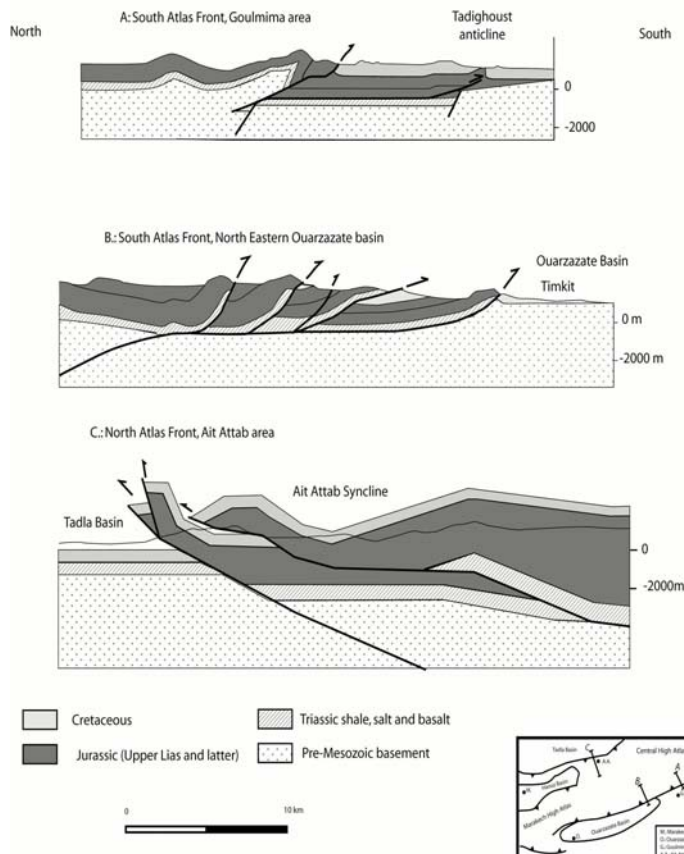 A: South Atlas Front, Goulmima area
Tadighoust
anticline
North
South
0
-2000
B.: South Atlas Front, North Eastern Ouarzazate basin
Ouarzazate Basin
Timkit
0 m
-2000 m
C.: North Atlas Front, Ait Attab area
Ait Attab Syncline
Tadla Basin
0
-2000m
Cretaceous
Triassic shale, salt and basalt
Jurassic (Upper Lias and latter)
Pre-Mesozoic basement
0
10 km
Tadla Basin
C
Central High Atla
A.A.
A
B
M.
Marrakech High Atlas
Ouarzazate Basin
O.